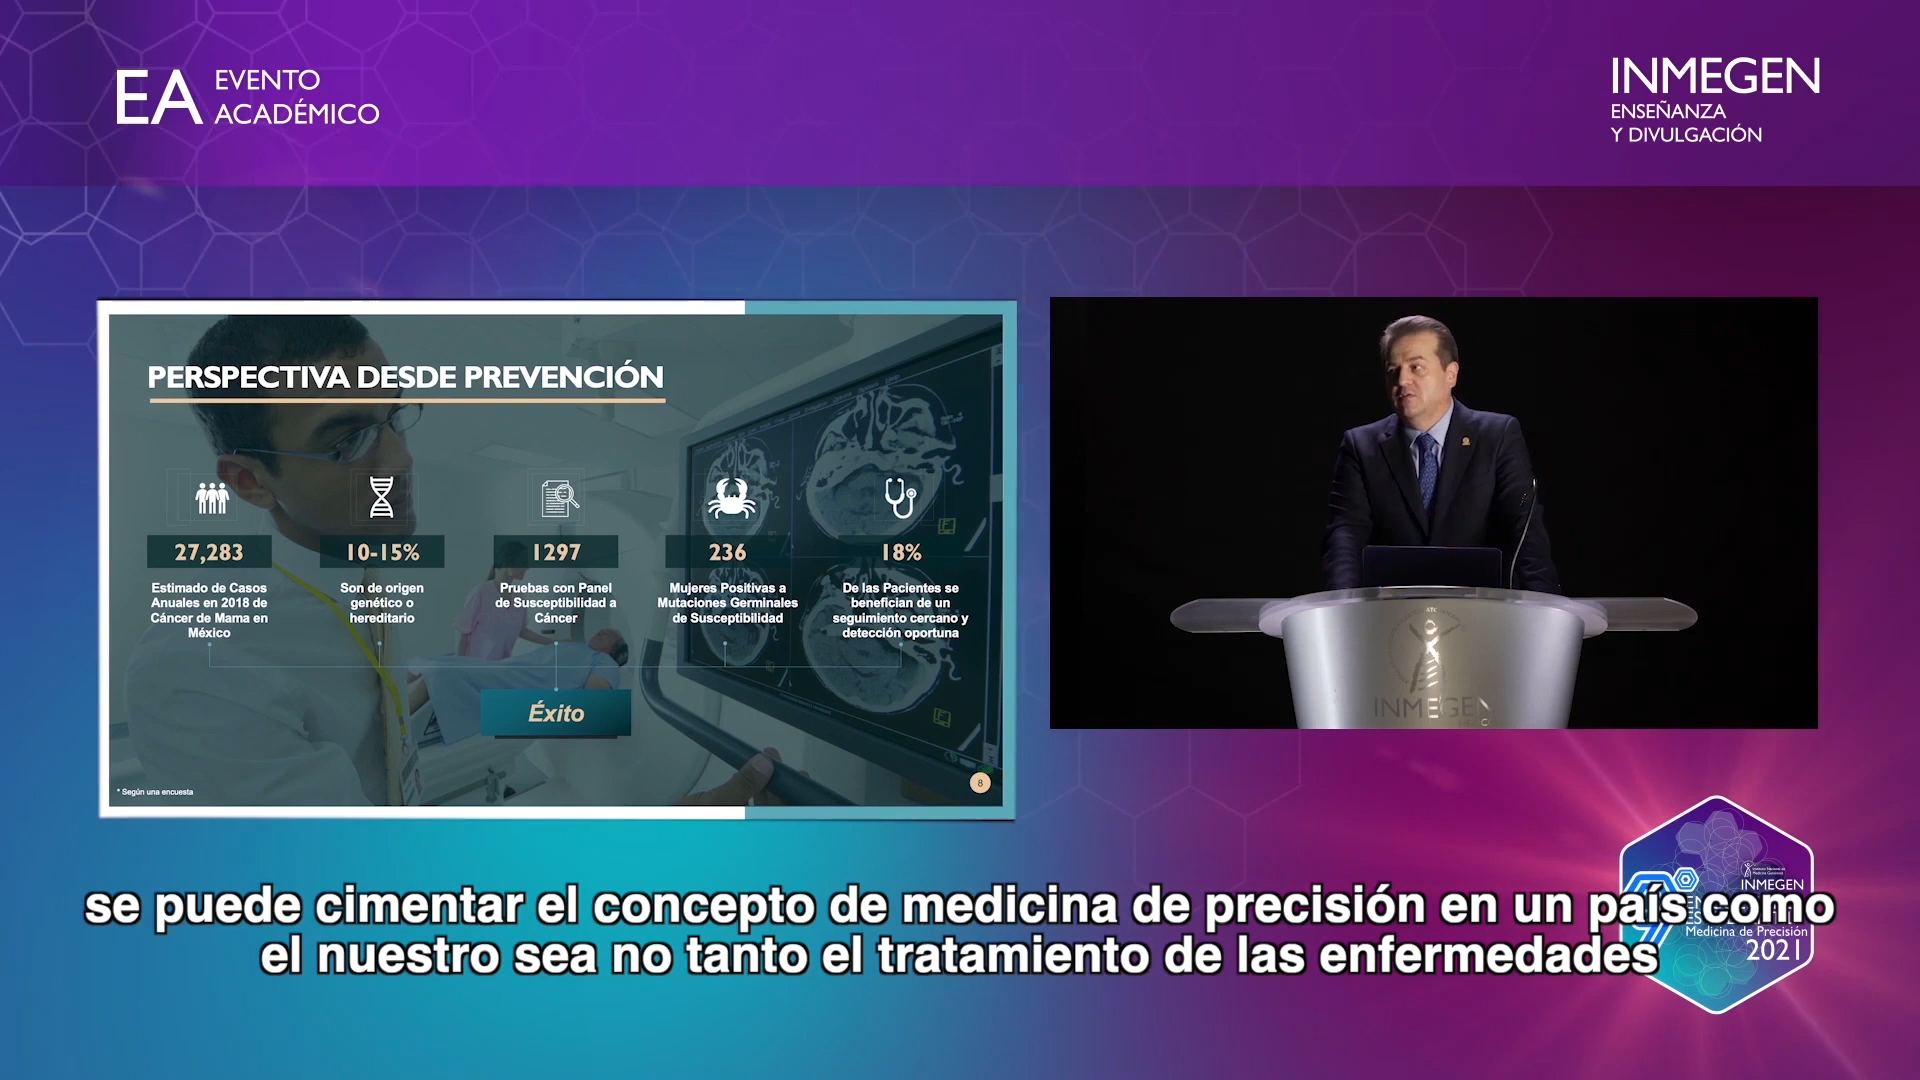 EA EVENTO
ACADÉMICO
INMEGEN
ENSEÑANZA
Y DIVULGACIÓN
PERSPECTIVA DESDE PREVENCIÓN
27,283
Estimado de Casos
Anuales en 2018 de
Cáncer de Mama en
México
10-15%
Son de origen
genético o
hereditario
1297
Pruebas con Panel
de Susceptibilidad a
Cáncer
236
Mujeres Positivas a
Mutaciones Germinales
de Susceptibilidad
18%
De las Pacientes se
benefician de un
seguimiento cercano y
detección oportuna
Éxito
* Según una encuesta
8
INMEGEN
INMEGEN
Medicina de Precisión
2021
se puede cimentar el concepto de medicina de precisión en un país como
el nuestro sea no tanto el tratamiento de las enfermedades